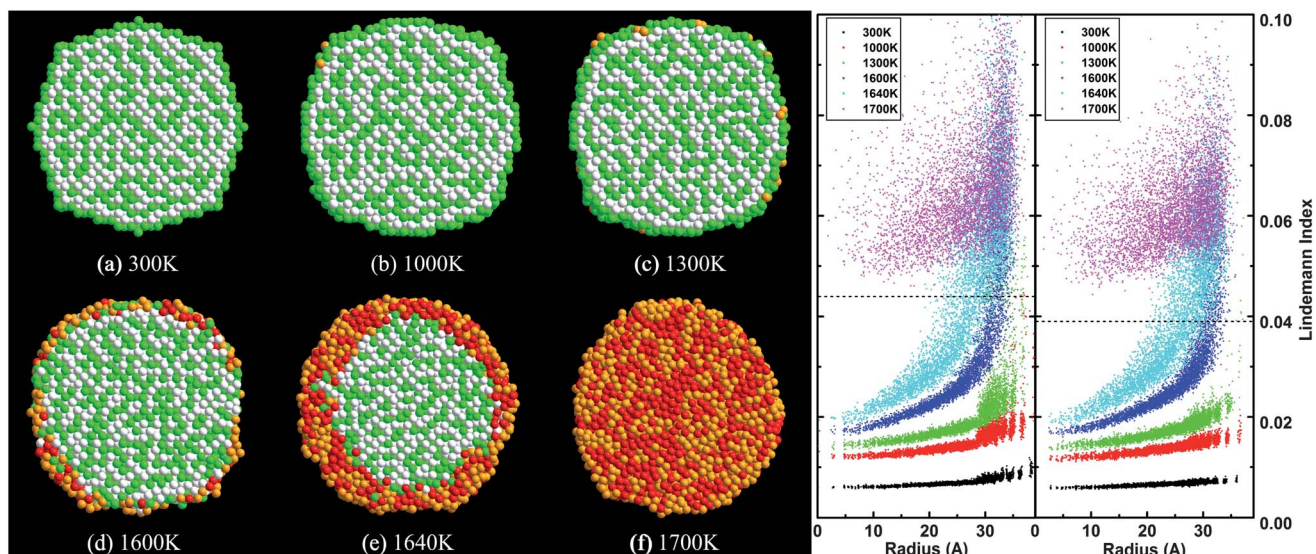 (a) 300K
(b) 1000K
(c) 1300K
(d) 1600K
(e) 1640K
(f) 1700K
300K
1000K
1300K
1600K
1640K
1700K
0 10 20 30
Radius (A)
300K
1000K
1300K
1600K
1640K
1700K
0 10 20 30
Radius (A)
0.10
0.08
0.06
0.04
0.02
0.00
Lindemann Index